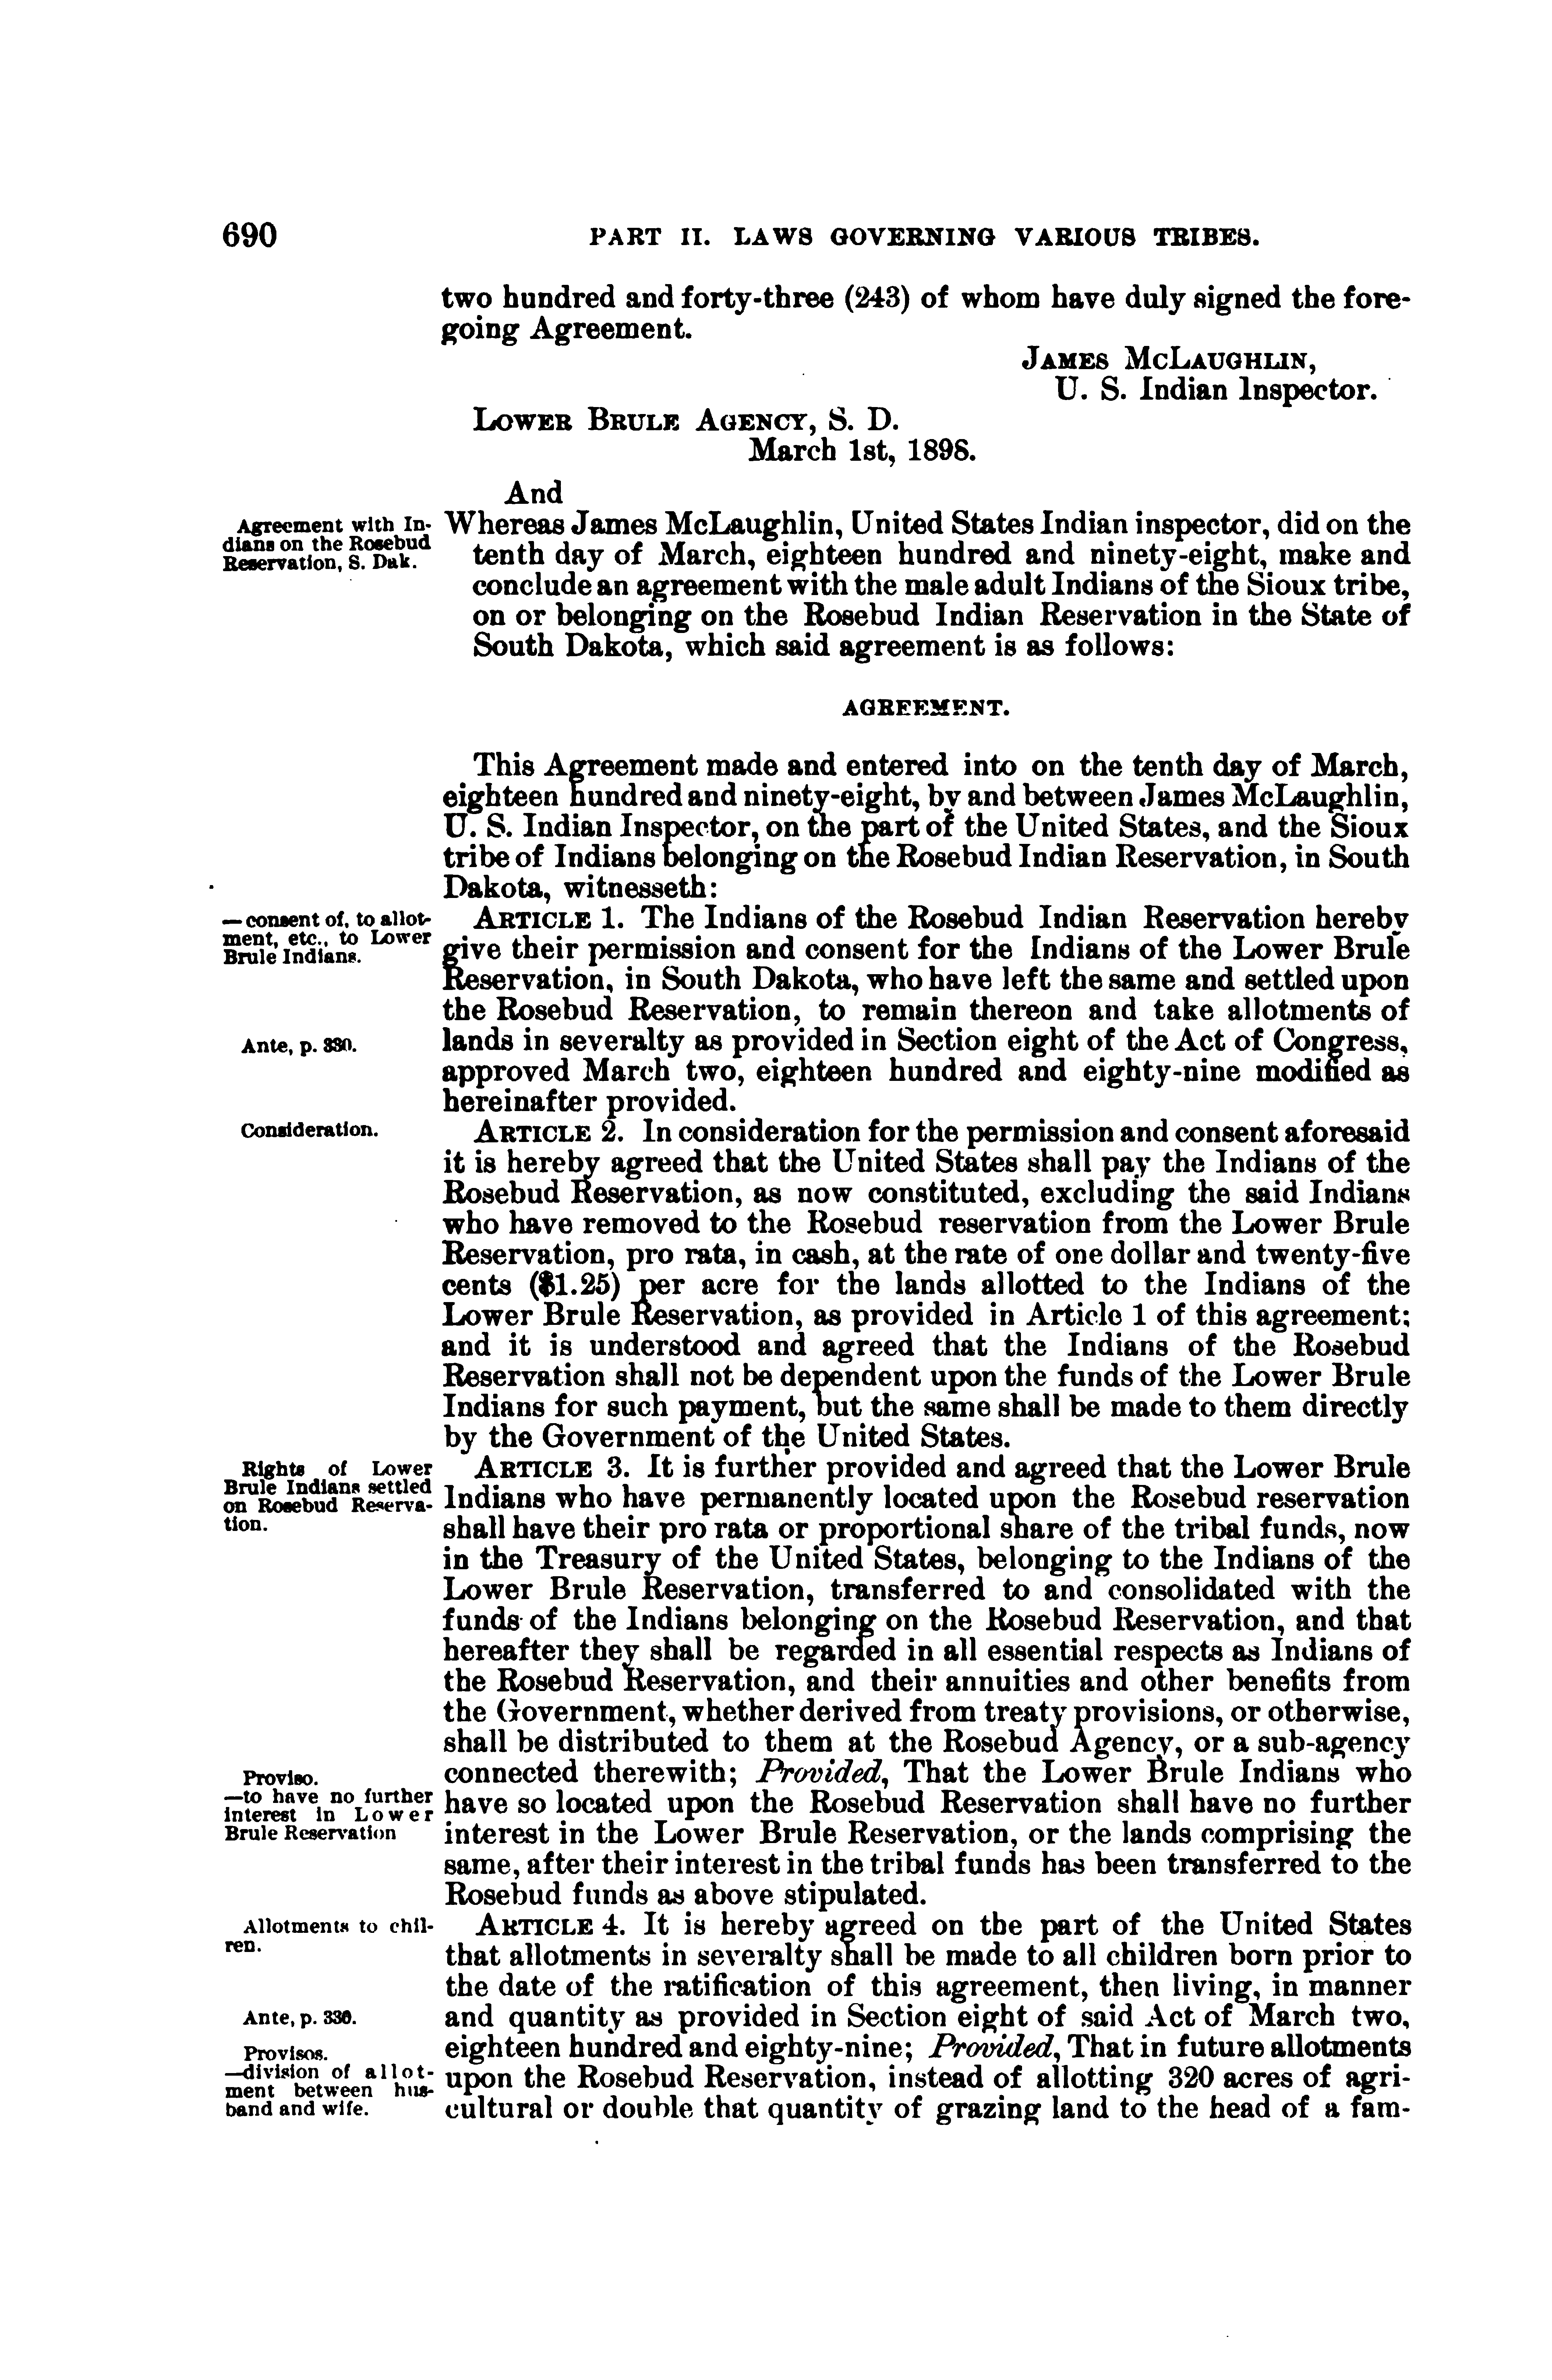 690 PART II. LAWS GOVERNING VARIOUS TRIBES.
two hundred and forty-three (243) of whom have duly signed the fore-
going Agreement.
JAMES MCLAUGHLIN,
U. S. Indian Inspector.
LOWER BRULE AGENCY, S. D.
March 1st, 1898.
And
Agreement with In-
dians on the Rosebud
Reservation, S. Dak.
Whereas James McLaughlin, United States Indian inspector, did on the
tenth day of March, eighteen hundred and ninety-eight, make and
conclude an agreement with the male adult Indians of the Sioux tribe,
on or belonging on the Rosebud Indian Reservation in the State of
South Dakota, which said agreement is as follows:
AGREEMENT.
This Agreement made and entered into on the tenth day of March,
eighteen hundred and ninety-eight, by and between James McLaughlin,
U. S. Indian Inspector, on the part of the United States, and the Sioux
tribe of Indians belonging on the Rosebud Indian Reservation, in South
Dakota, witnesseth:
—consent of, to allot-
ment, etc., to Lower
Brule Indians.
ARTICLE 1. The Indians of the Rosebud Indian Reservation hereby
give their permission and consent for the Indians of the Lower Brule
Reservation, in South Dakota, who have left the same and settled upon
the Rosebud Reservation, to remain thereon and take allotments of
Ante, p. 330.
lands in severalty as provided in Section eight of the Act of Congress,
approved March two, eighteen hundred and eighty-nine modified as
hereinafter provided.
Consideration.
ARTICLE 2. In consideration for the permission and consent aforesaid
it is hereby agreed that the United States shall pay the Indians of the
Rosebud Reservation, as now constituted, excluding the said Indians
who have removed to the Rosebud reservation from the Lower Brule
Reservation, pro rata, in cash, at the rate of one dollar and twenty-five
cents ($1.25) per acre for the lands allotted to the Indians of the
Lower Brule Reservation, as provided in Article 1 of this agreement;
and it is understood and agreed that the Indians of the Rosebud
Reservation shall not be dependent upon the funds of the Lower Brule
Indians for such payment, but the same shall be made to them directly
by the Government of the United States.
Rights of Lower
Brule Indians settled
on Rosebud Reserva-
tion.
ARTICLE 3. It is further provided and agreed that the Lower Brule
Indians who have permanently located upon the Rosebud reservation
shall have their pro rata or proportional share of the tribal funds, now
in the Treasury of the United States, belonging to the Indians of the
Lower Brule Reservation, transferred to and consolidated with the
funds of the Indians belonging on the Rosebud Reservation, and that
hereafter they shall be regarded in all essential respects as Indians of
the Rosebud Reservation, and their annuities and other benefits from
the Government, whether derived from treaty provisions, or otherwise,
shall be distributed to them at the Rosebud Agency, or a sub-agency
Proviso.
—to have no further
interest in Lower
Brule Reservation
connected therewith; Provided, That the Lower Brule Indians who
have so located upon the Rosebud Reservation shall have no further
interest in the Lower Brule Reservation, or the lands comprising the
same, after their interest in the tribal funds has been transferred to the
Rosebud funds as above stipulated.
Allotments to chil-
ren.
ARTICLE 4. It is hereby agreed on the part of the United States
that allotments in severalty shall be made to all children born prior to
the date of the ratification of this agreement, then living, in manner
Ante, p. 330.
and quantity as provided in Section eight of said Act of March two,
Provisos.
—division of allot-
ment between hus-
band and wife.
eighteen hundred and eighty-nine; Provided, That in future allotments
upon the Rosebud Reservation, instead of allotting 320 acres of agri-
cultural or double that quantity of grazing land to the head of a fam-